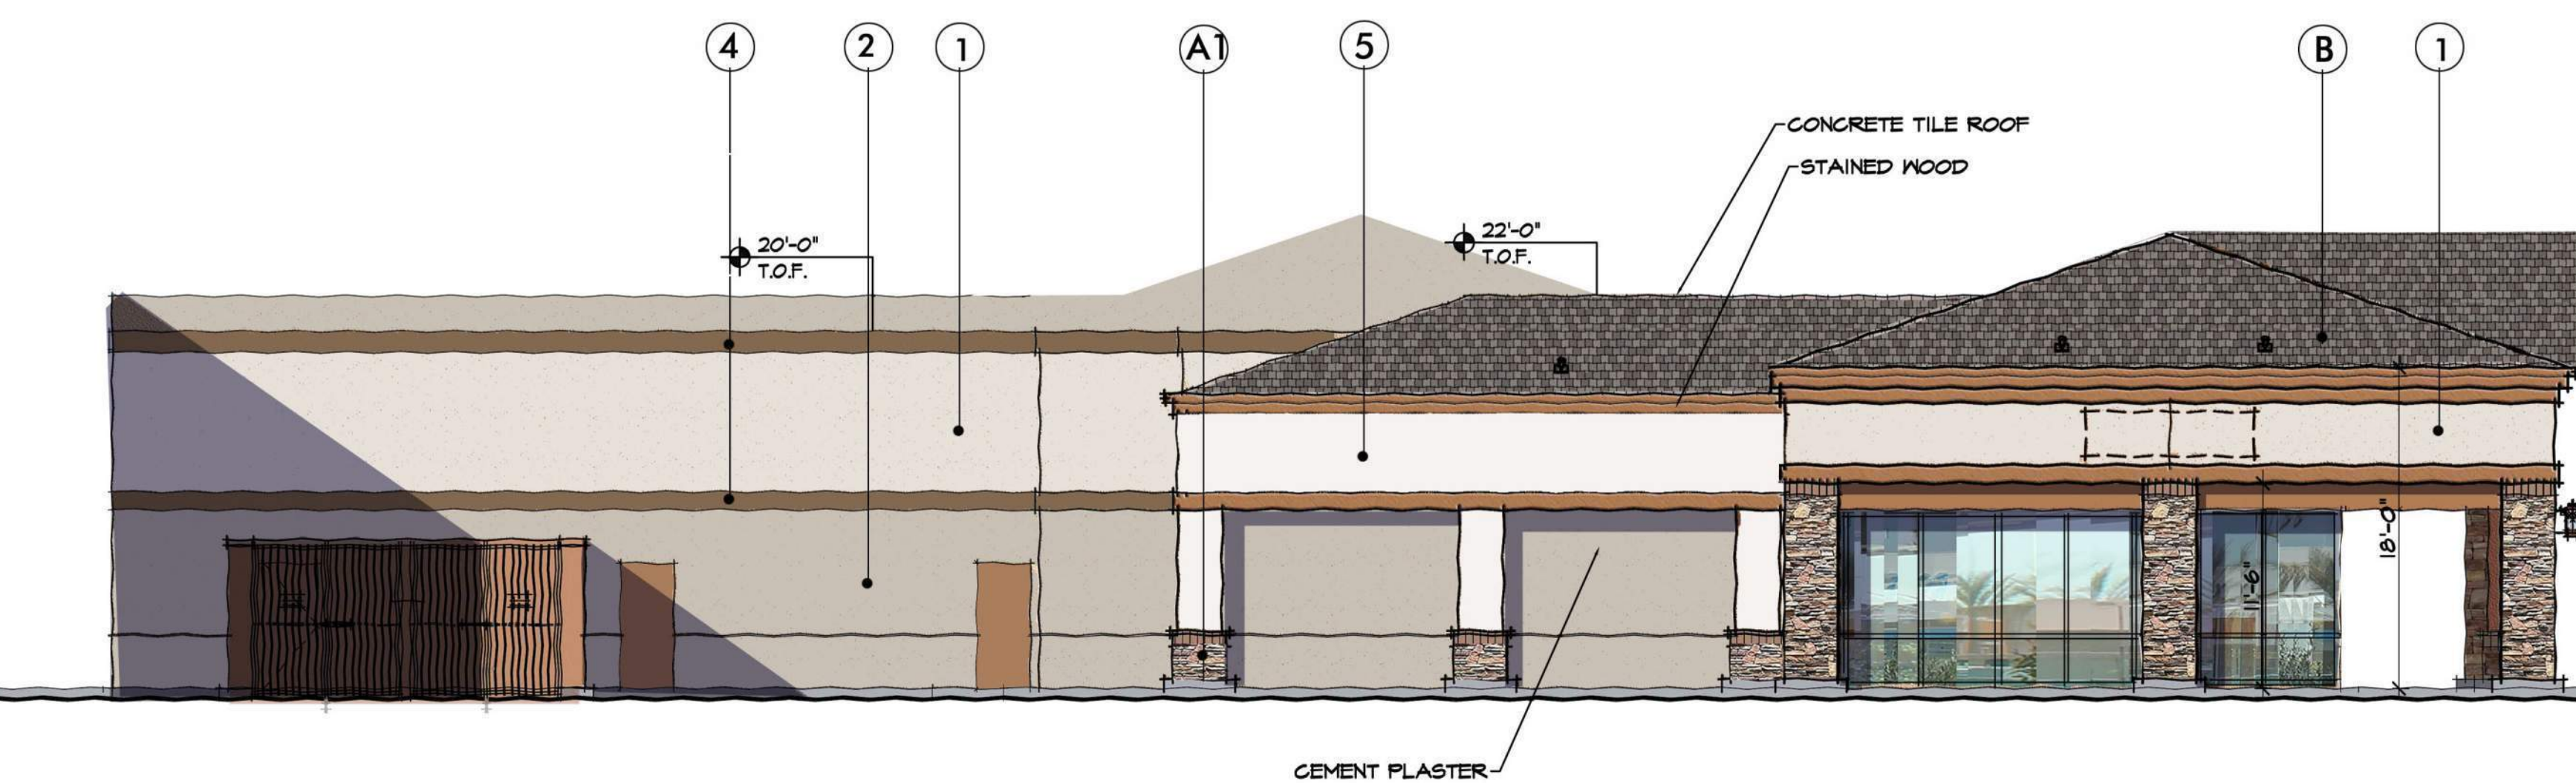 4 2 1 A1 5 B 1
CONCRETE TILE ROOF
STAINED WOOD
20'-0"
T.O.F.
22'-0"
T.O.F.
18'-0"
11'-6"
CEMENT PLASTER